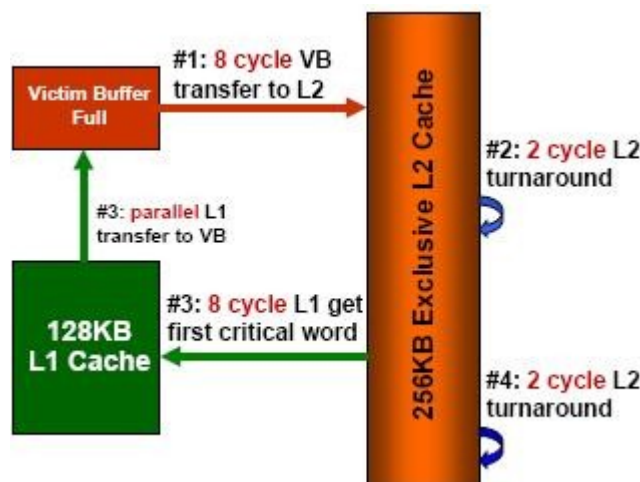 #1: 8 cycle VB
transfer to L2
Victim Buffer
Full
#2: 2 cycle L2
turnaround
#3: parallel L1
transfer to VB
256KB Exclusive L2 Cache
#3: 8 cycle L1 get
first critical word
128KB
L1 Cache
#4: 2 cycle L2
turnaround